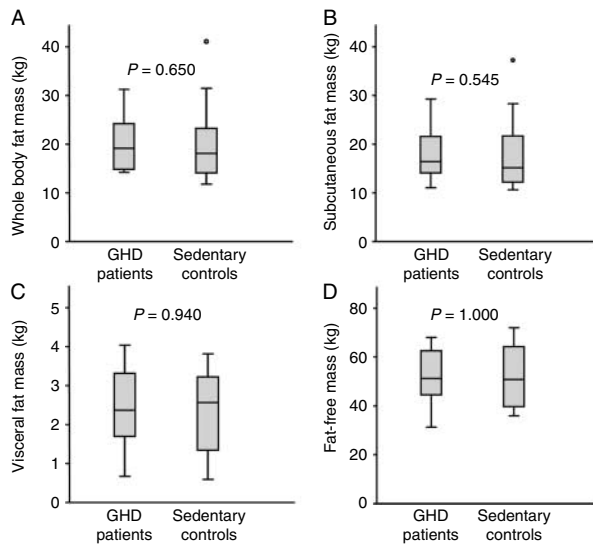 A
Whole body fat mass (kg)
40
30
20
10
0
P = 0.650
GHD
patients
Sedentary
controls
B
Subcutaneous fat mass (kg)
40
30
20
10
0
P = 0.545
GHD
patients
Sedentary
controls
C
Visceral fat mass (kg)
5
4
3
2
1
0
P = 0.940
GHD
patients
Sedentary
controls
D
Fat-free mass (kg)
80
60
40
20
0
P = 1.000
GHD
patients
Sedentary
controls